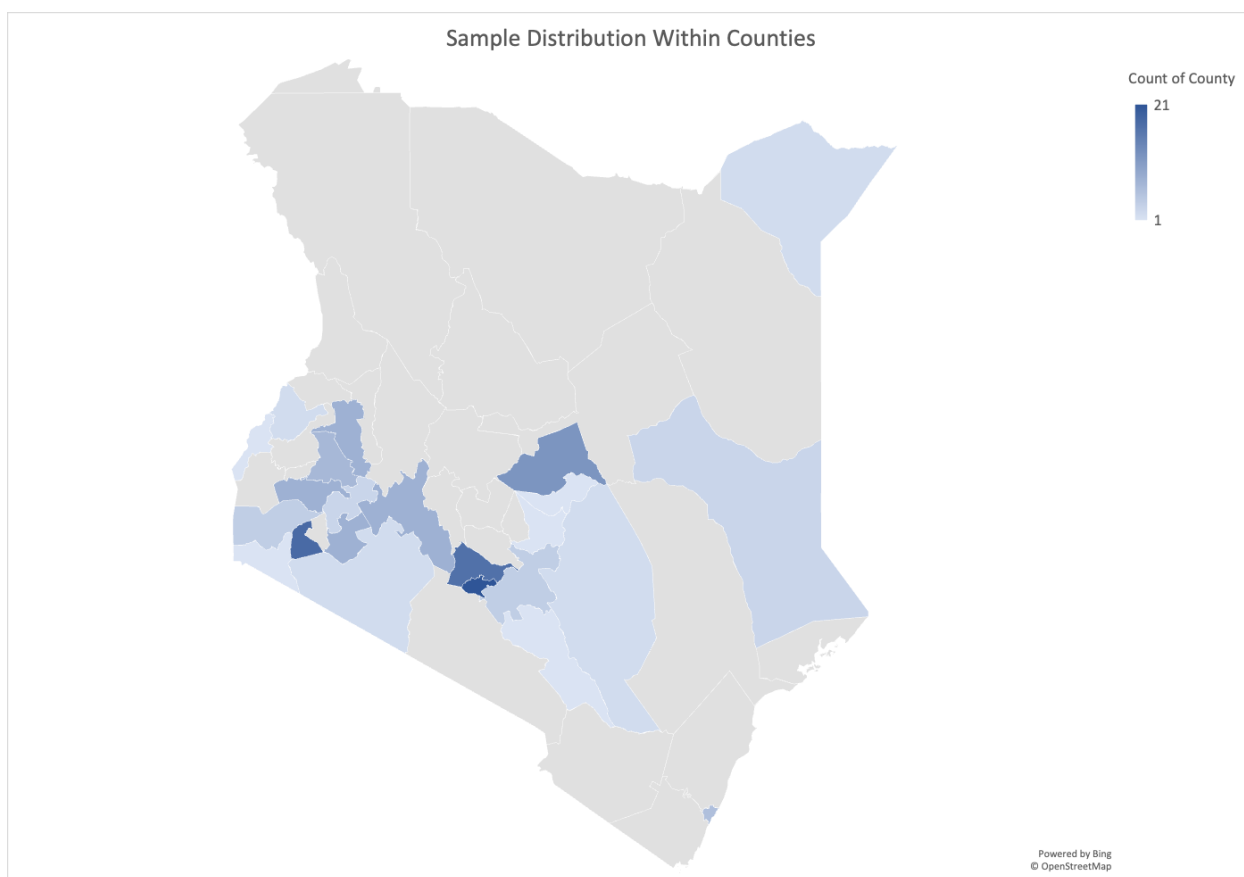 Sample Distribution Within Counties
Count of County
21
1
Powered by Bing
© OpenStreetMap